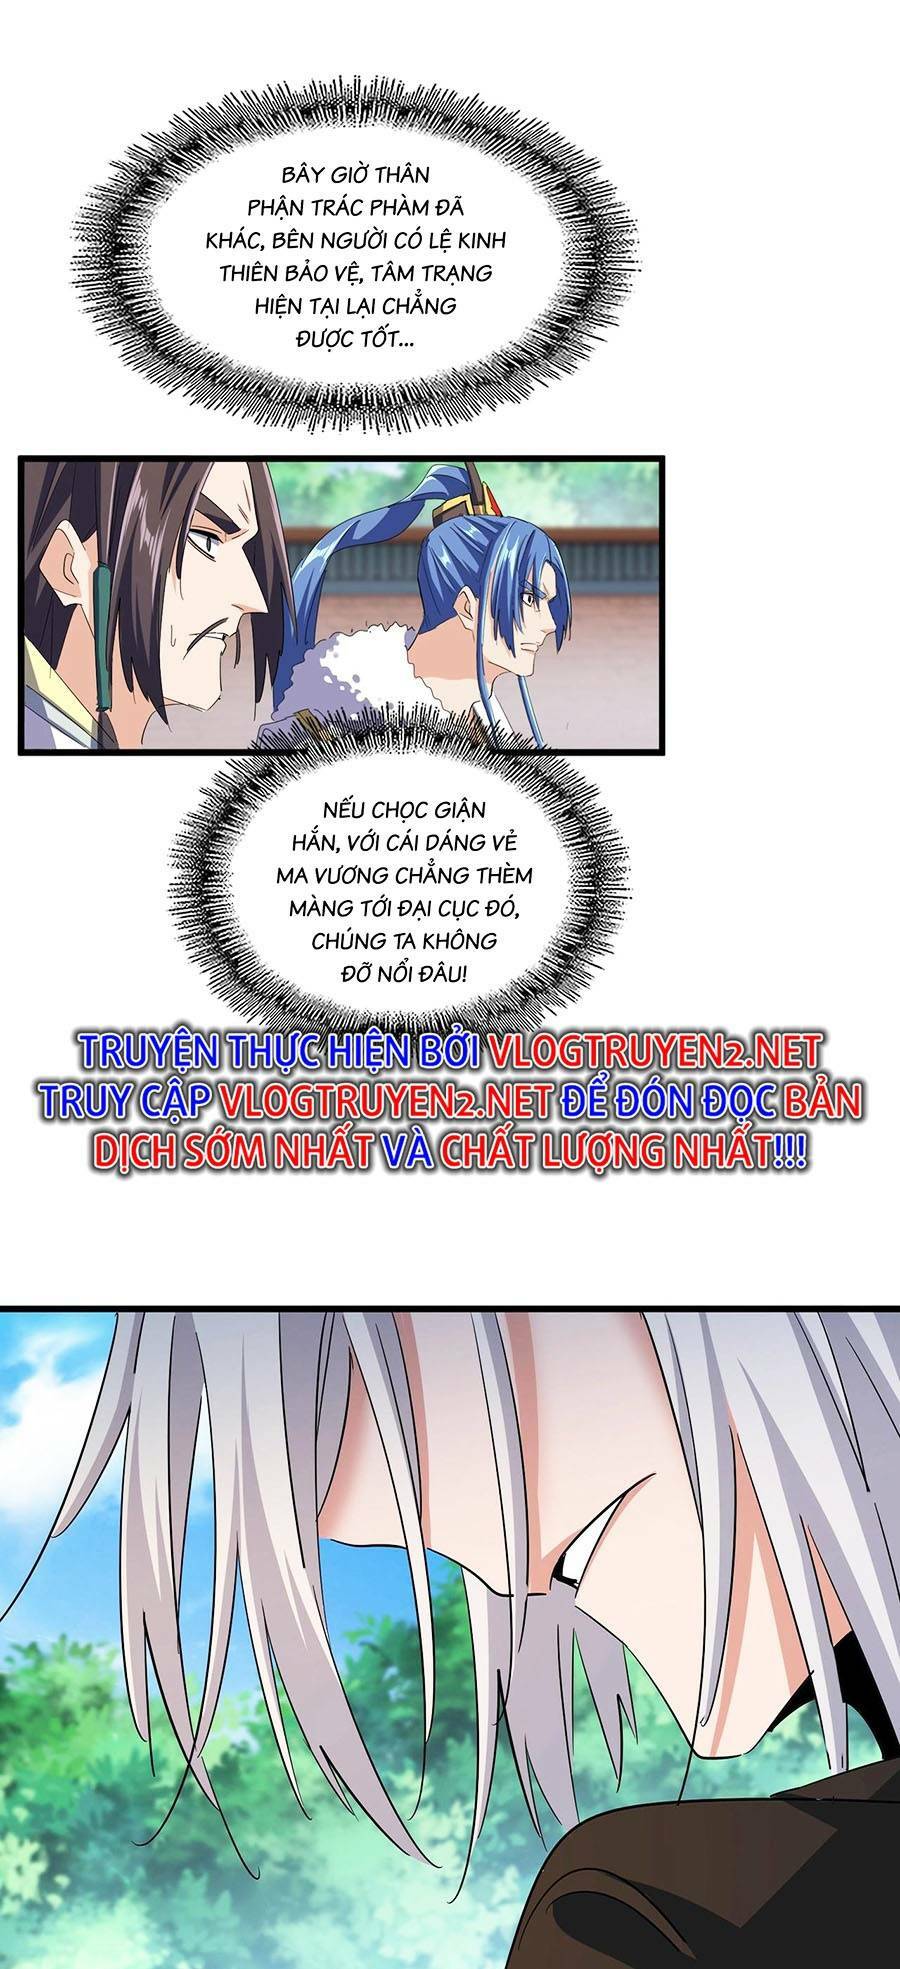 BÂY GIỜ THÂN
PHẬN TRÁC PHÀM ĐÃ
KHÁC, BÊN NGƯỜI CÓ LỆ KINH
THIÊN BẢO VỆ, TÂM TRẠNG
HIỆN TẠI LẠI CHẲNG
ĐƯỢC TỐT...
NẾU CHỌC GIẬN
HẮN, VỚI CÁI DÁNG VẺ
MA VƯƠNG CHẲNG THÈM
MÀNG TỚI ĐẠI CỤC ĐÓ,
CHÚNG TA KHÔNG
ĐỠ NỔI ĐÂU!
TRUYỆN THỰC HIỆN BỞI VLOGTRUYEN2.NET
TRUY CẬP VLOGTRUYEN2.NET ĐỂ ĐÓN ĐỌC BẢN
DỊCH SỚM NHẤT VÀ CHẤT LƯỢNG NHẤT!!!